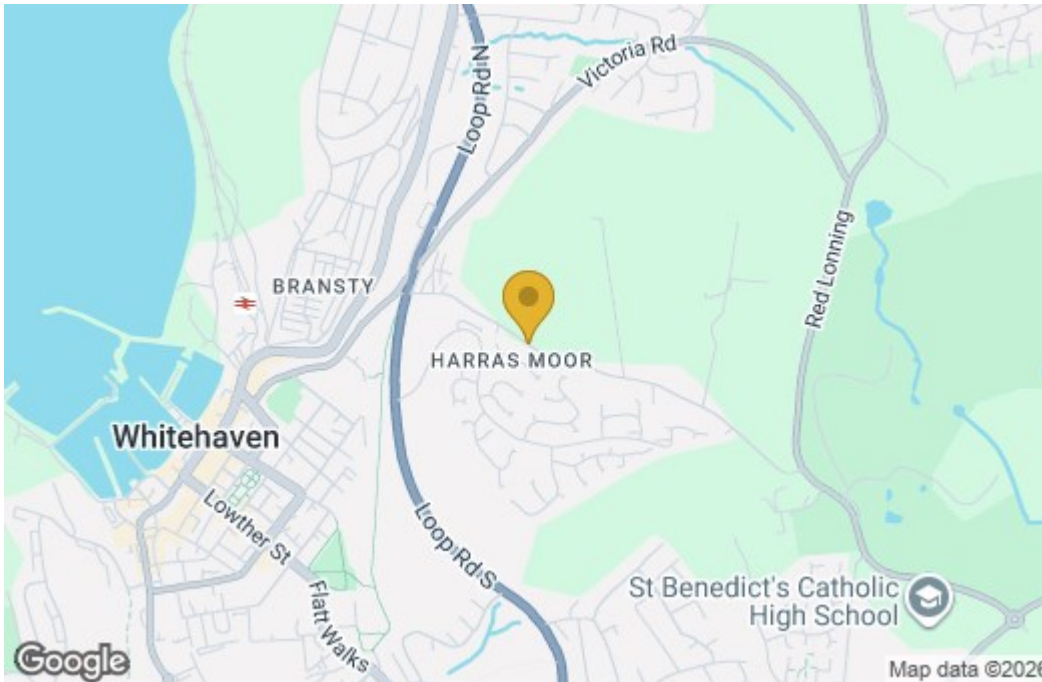 Loop Rd N
Victoria Rd
Red Lonning
BRANSTY
HARRAS MOOR
Whitehaven
Lowther St
Loop Rd S
Flatt Walks
St Benedict's Catholic
High School
Google
Map data ©2026